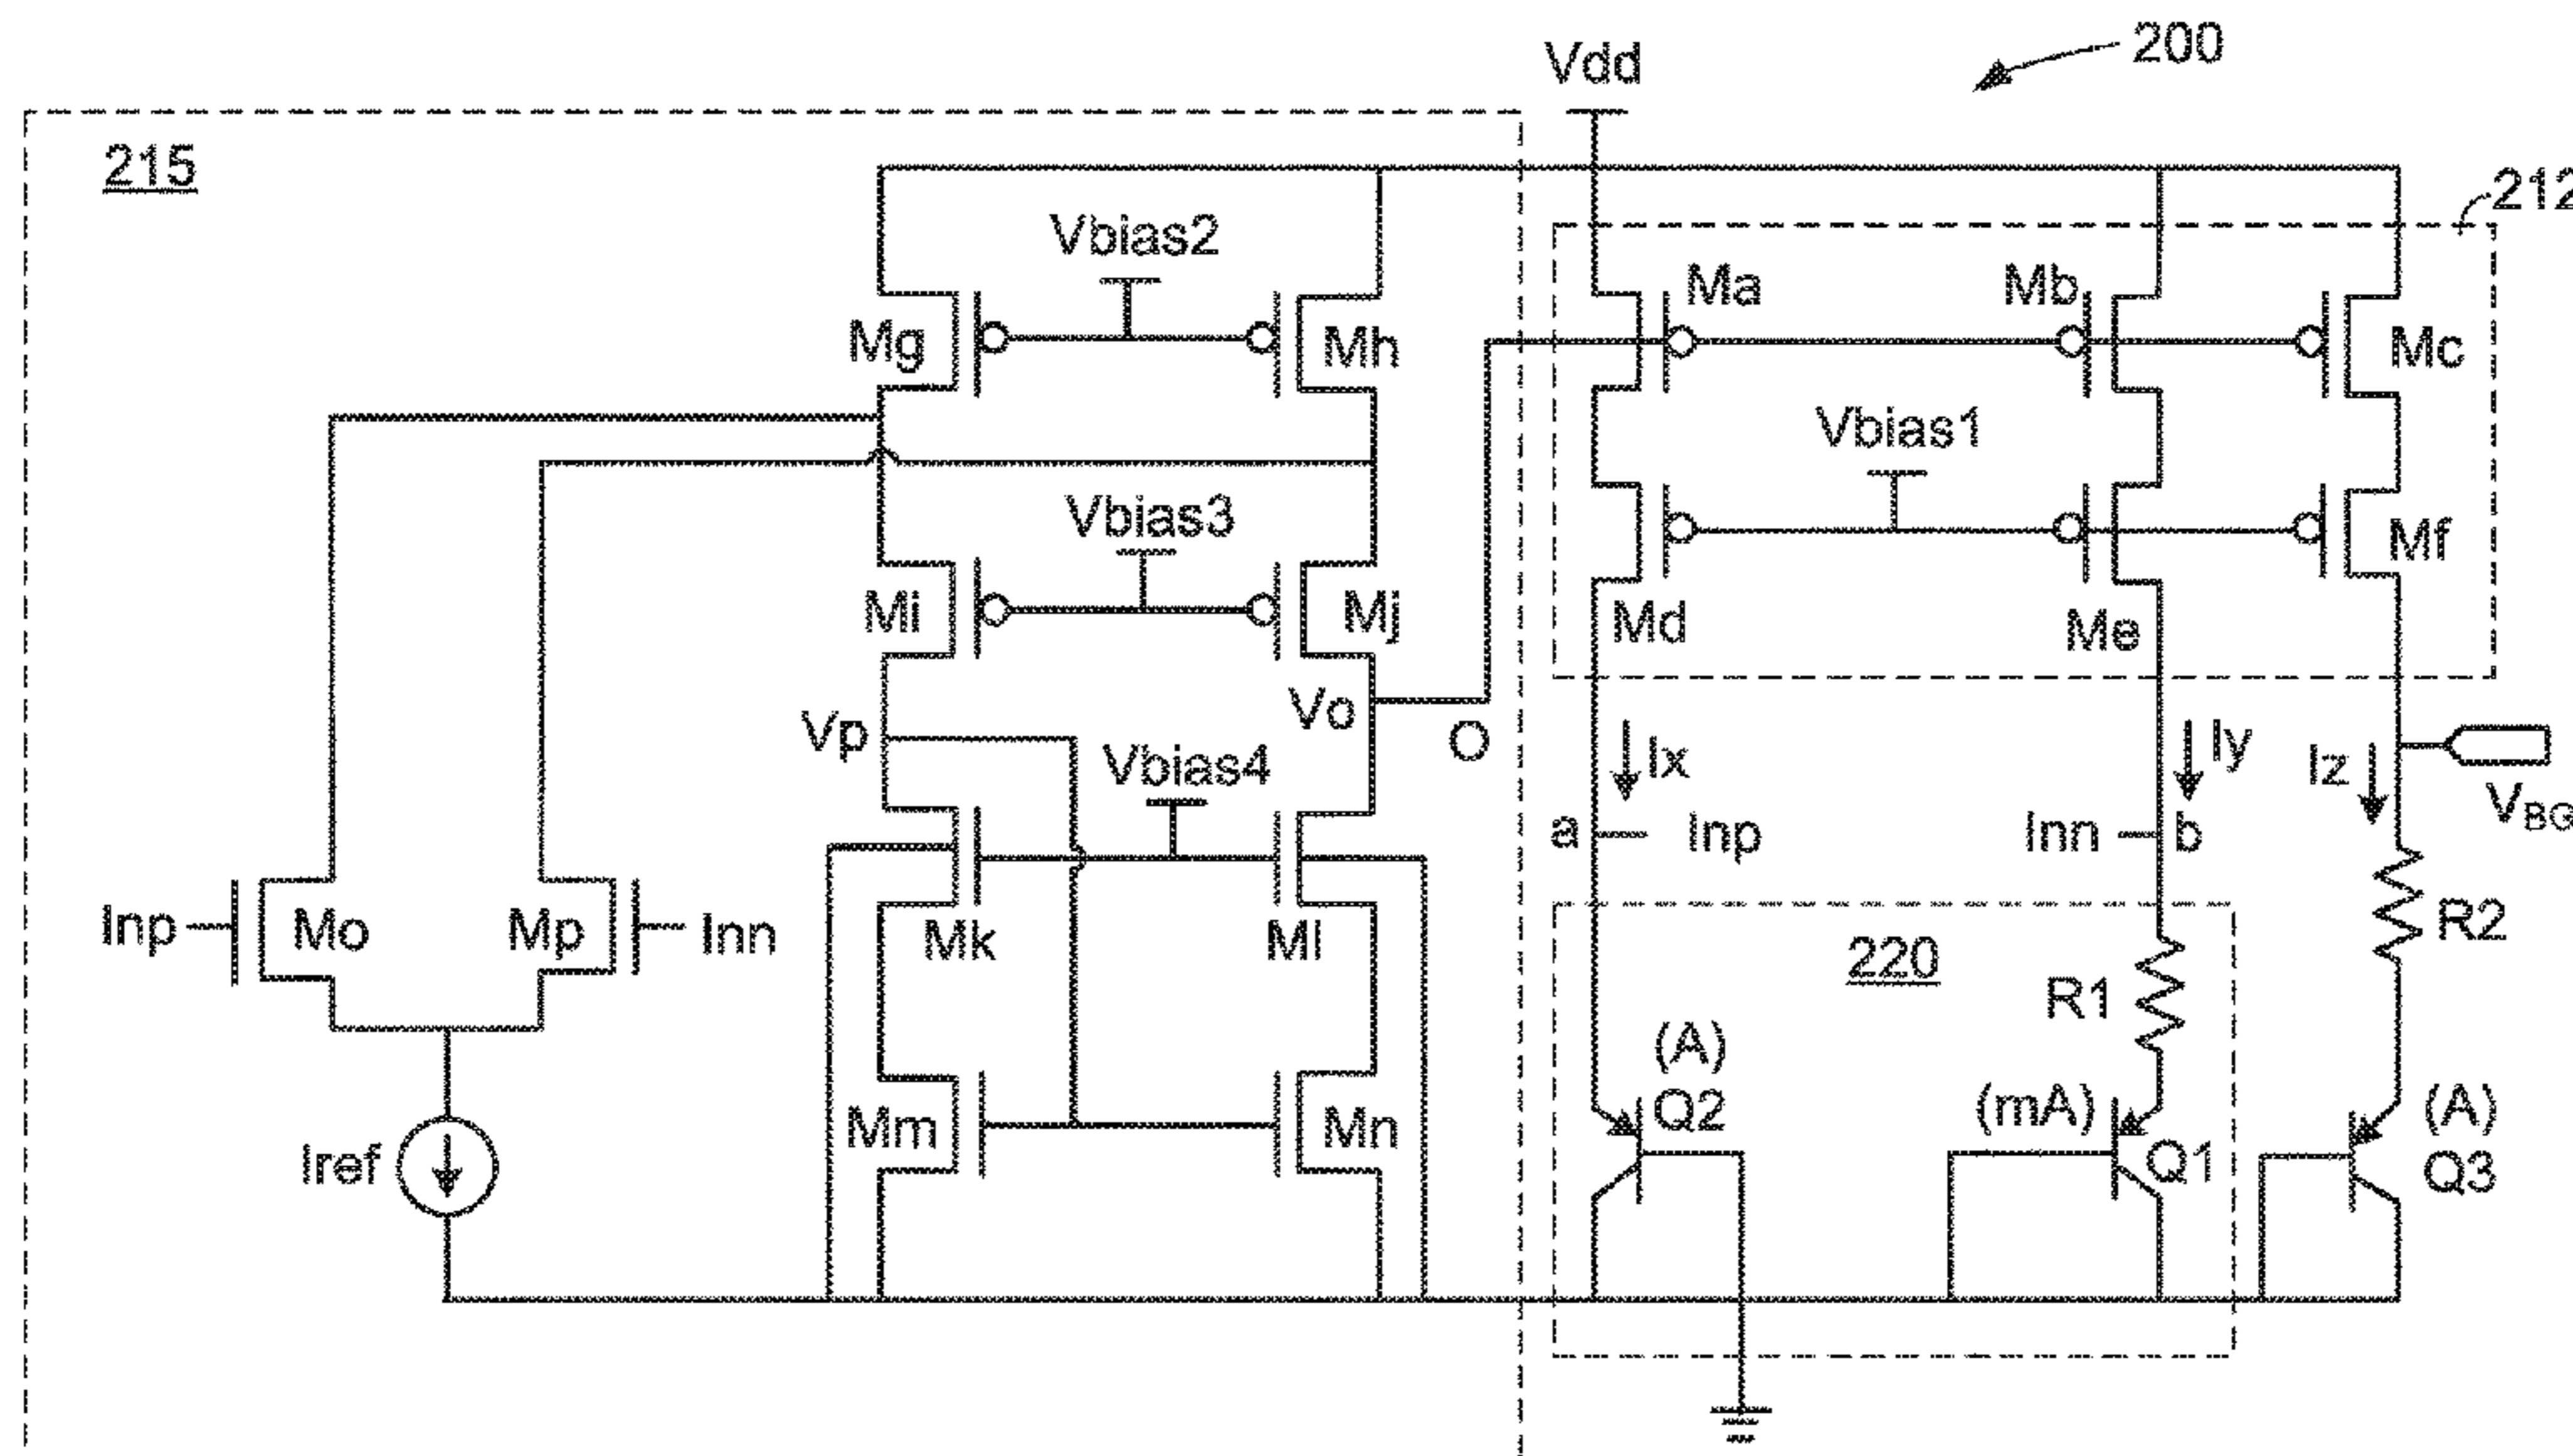 Vdd
200
215
212
Vbias2
Ma
Mb
Mg
Mh
Mc
Vbias1
Vbias3
Mi
Mj
Md
Me
Mf
Vp
Vo
O
Vbias4
Ix
Iy
Iz
VBG
a
Inp
Inn
b
Inp
Mo
Mp
Inn
Mk
Ml
220
R1
R2
(A)
Q2
(mA)
Q1
(A)
Q3
Mm
Mn
Iref